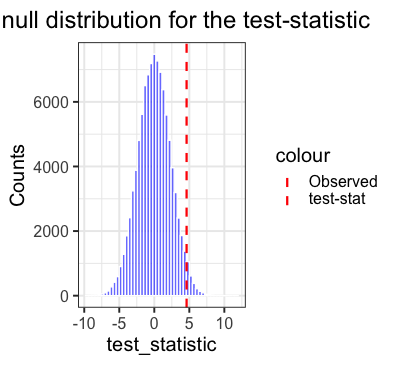 null distribution for the test-statistic
6000
4000
2000
0
Counts
-10 -5 0 5 10
test_statistic
colour
Observed
test-stat